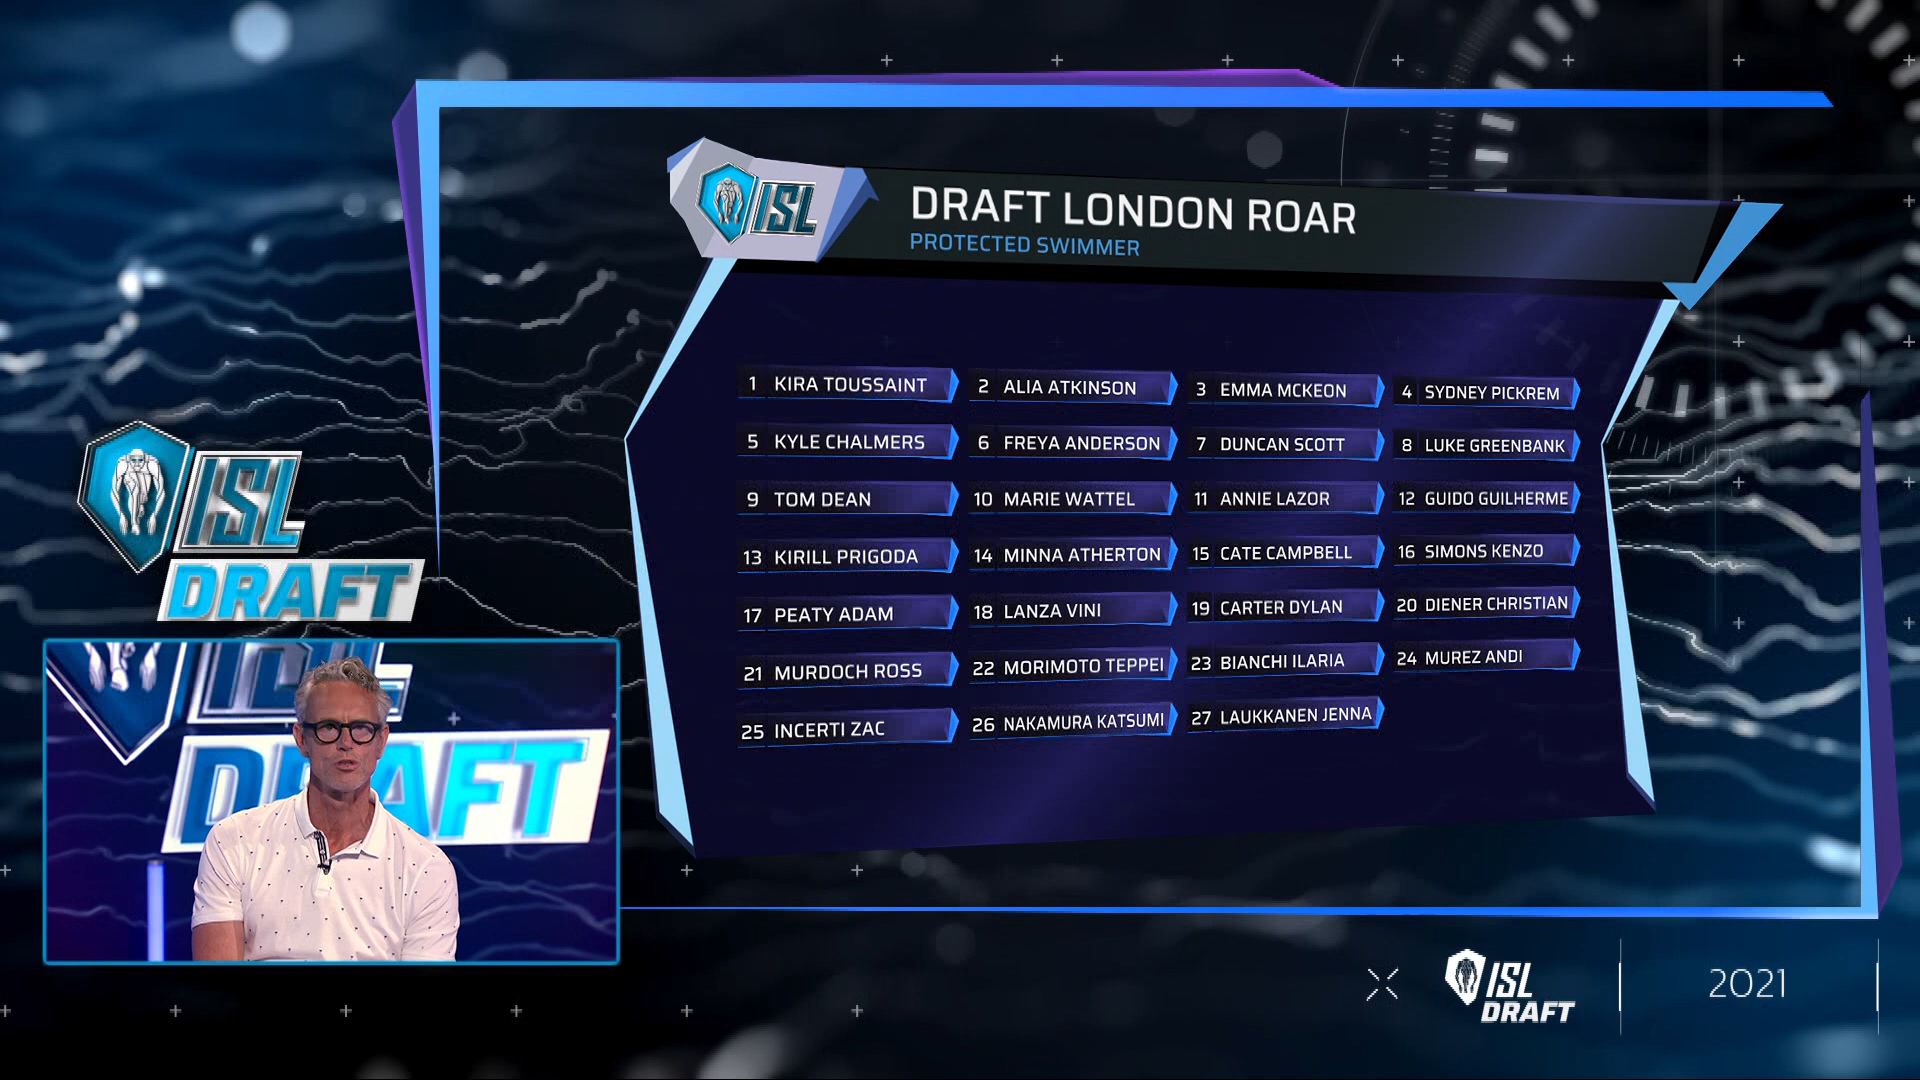 ISL
DRAFT LONDON ROAR
PROTECTED SWIMMER
1 KIRA TOUSSAINT
2 ALIA ATKINSON
3 EMMA MCKEON
4 SYDNEY PICKREM
5 KYLE CHALMERS
6 FREYA ANDERSON
7 DUNCAN SCOTT
8 LUKE GREENBANK
9 TOM DEAN
10 MARIE WATTEL
11 ANNIE LAZOR
12 GUIDO GUILHERME
13 KIRILL PRIGODA
14 MINNA ATHERTON
15 CATE CAMPBELL
16 SIMONS KENZO
17 PEATY ADAM
18 LANZA VINI
19 CARTER DYLAN
20 DIENER CHRISTIAN
21 MURDOCH ROSS
22 MORIMOTO TEPPEI
23 BIANCHI ILARIA
24 MUREZ ANDI
25 INCERTI ZAC
26 NAKAMURA KATSUMI
27 LAUKKANEN JENNA
ISL
DRAFT
ISL
DRAFT
ISL
DRAFT
2021